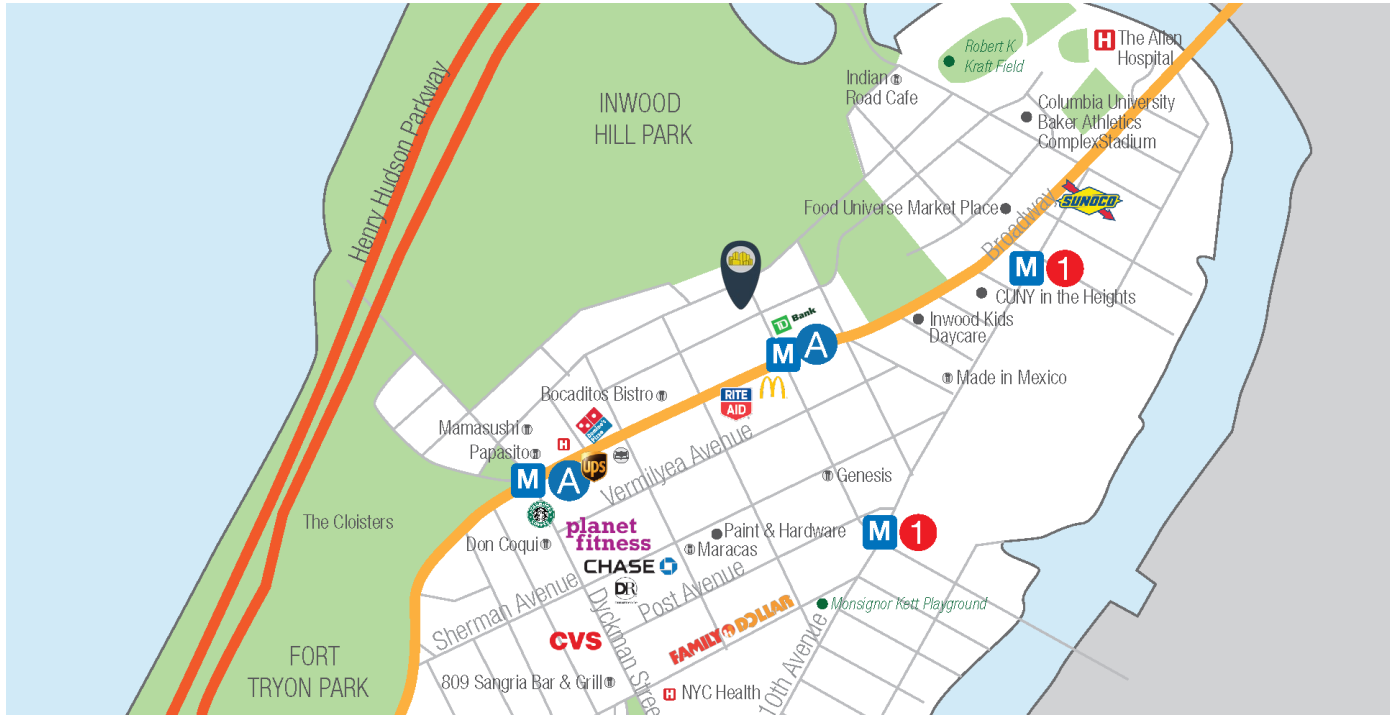 Robert K.
Kraft Field
H
The Allen
Hospital
Indian
Road Cafe
INWOOD
HILL PARK
Columbia University
Baker Athletics
ComplexStadium
Henry Hudson Parkway
SUNOCO
Food Universe Market Place
Broadway
M 1
CUNY in the Heights
TD Bank
Inwood Kids
Daycare
M A
Made in Mexico
Bocaditos Bistro
RITE
AID
Mamasushi
H
Papasito
ups
M A
Vermilyea Avenue
Genesis
The Cloisters
planet
fitness
Paint & Hardware
M 1
Don Coqui
Maracas
CHASE
DR
Sherman Avenue
Post Avenue
Dyckman Street
Monsignor Kett Playground
FAMILY DOLLAR
CVS
10th Avenue
FORT
TRYON PARK
809 Sangria Bar & Grill
H NYC Health